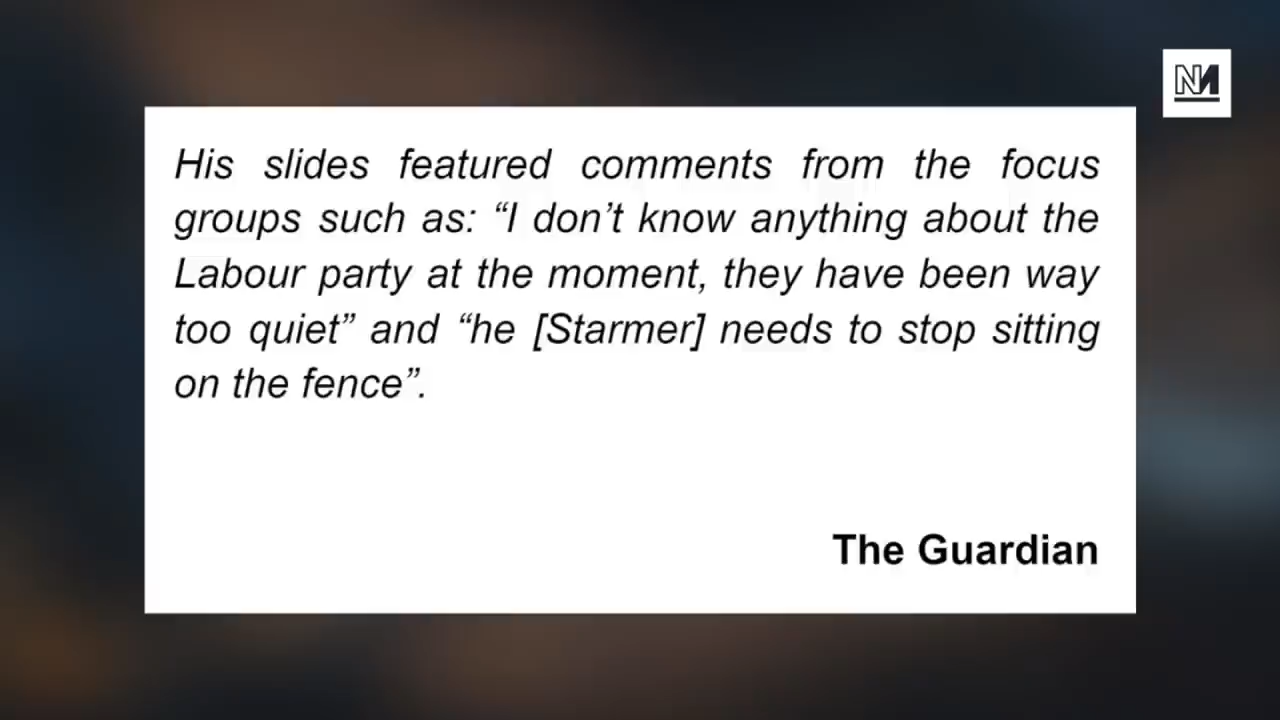 NM
His slides featured comments from the focus
groups such as: “I don’t know anything about the
Labour party at the moment, they have been way
too quiet” and “he [Starmer] needs to stop sitting
on the fence”.
The Guardian